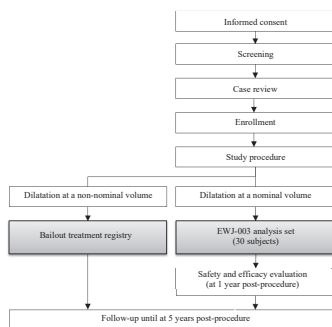 Informed consent
Screening
Case review
Enrollment
Study procedure
Dilatation at a non-nominal volume
Dilatation at a nominal volume
Bailout treatment registry
EWJ-003 analysis set
(30 subjects)
Safety and efficacy evaluation
(at 1 year post-procedure)
Follow-up until at 5 years post-procedure